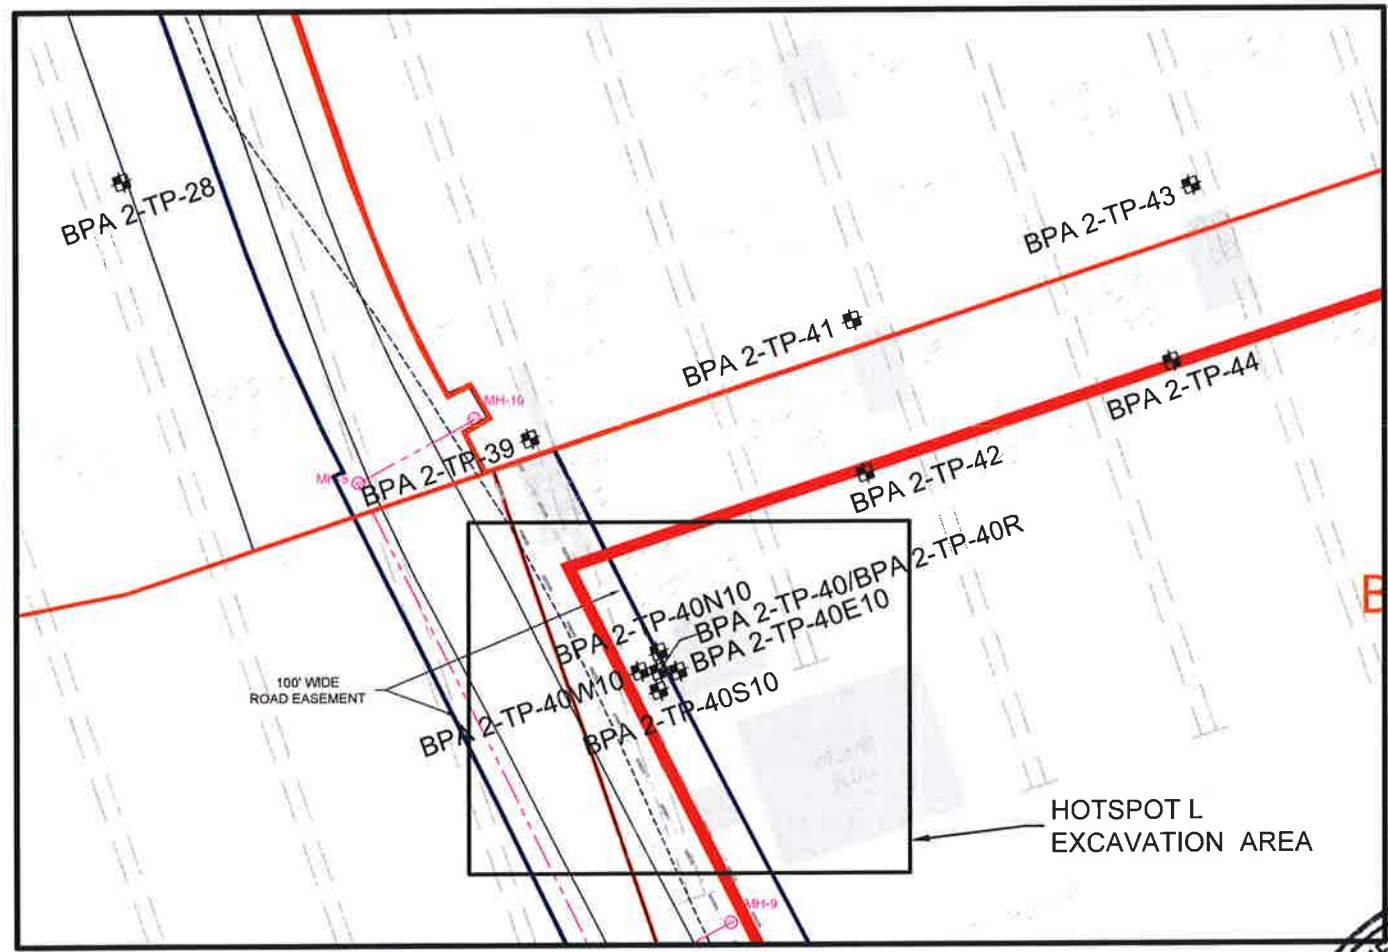 BPA 2-TP-28
BPA 2-TP-43
BPA 2-TP-41
BPA 2-TP-44
MH-10
BPA 2-TP-39
MH-5
BPA 2-TP-42
BPA 2-TP-40N10
BPA 2-TP-40/BPA 2-TP-40R
BPA 2-TP-40E10
100' WIDE
ROAD EASEMENT
BPA 2-TP-40W10
BPA 2-TP-40S10
B
HOTSPOT L
EXCAVATION AREA
MH-9